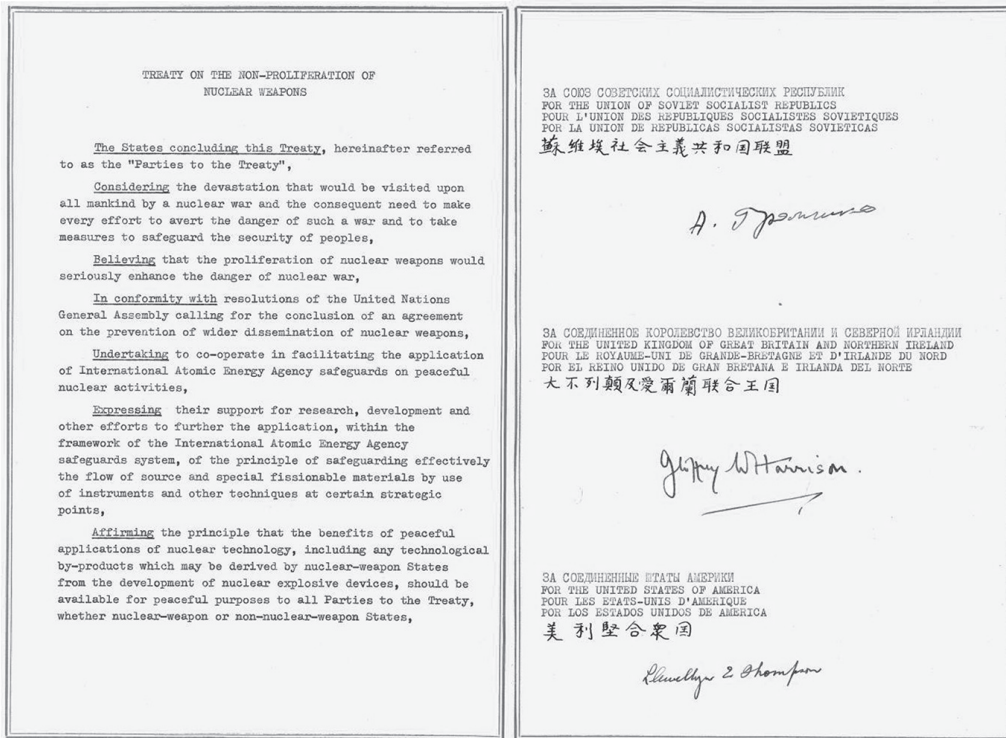 TREATY ON THE NON-PROLIFERATION OF
NUCLEAR WEAPONS
The States concluding this Treaty, hereinafter referred
to as the "Parties to the Treaty",
Considering the devastation that would be visited upon
all mankind by a nuclear war and the consequent need to make
every effort to avert the danger of such a war and to take
measures to safeguard the security of peoples,
Believing that the proliferation of nuclear weapons would
seriously enhance the danger of nuclear war,
In conformity with resolutions of the United Nations
General Assembly calling for the conclusion of an agreement
on the prevention of wider dissemination of nuclear weapons,
Undertaking to co-operate in facilitating the application
of International Atomic Energy Agency safeguards on peaceful
nuclear activities,
Expressing their support for research, development and
other efforts to further the application, within the
framework of the International Atomic Energy Agency
safeguards system, of the principle of safeguarding effectively
the flow of source and special fissionable materials by use
of instruments and other techniques at certain strategic
points,
Affirming the principle that the benefits of peaceful
applications of nuclear technology, including any technological
by-products which may be derived by nuclear-weapon States
from the development of nuclear explosive devices, should be
available for peaceful purposes to all Parties to the Treaty,
whether nuclear-weapon or non-nuclear-weapon States,
ЗА СОЮЗ СОВЕТСКИХ СОЦИАЛИСТИЧЕСКИХ РЕСПУБЛИК
FOR THE UNION OF SOVIET SOCIALIST REPUBLICS
POUR L'UNION DES REPUBLIQUES SOCIALISTES SOVIETIQUES
POR LA UNION DE REPUBLICAS SOCIALISTAS SOVIETICAS
蘇維埃社会主義共和国联盟
А. Громыко
ЗА СОЕДИНЕННОЕ КОРОЛЕВСТВО ВЕЛИКОБРИТАНИИ И СЕВЕРНОЙ ИРЛАНДИИ
FOR THE UNITED KINGDOM OF GREAT BRITAIN AND NORTHERN IRELAND
POUR LE ROYAUME-UNI DE GRANDE-BRETAGNE ET D'IRLANDE DU NORD
POR EL REINO UNIDO DE GRAN BRETANA E IRLANDA DEL NORTE
大不列顛及愛爾蘭联合王国
Geoffrey W Harrison.
ЗА СОЕДИНЕННЫЕ ШТАТЫ АМЕРИКИ
FOR THE UNITED STATES OF AMERICA
POUR LES ETATS-UNIS D'AMERIQUE
POR LOS ESTADOS UNIDOS DE AMERICA
美利堅合衆国
Llewellyn E Thompson